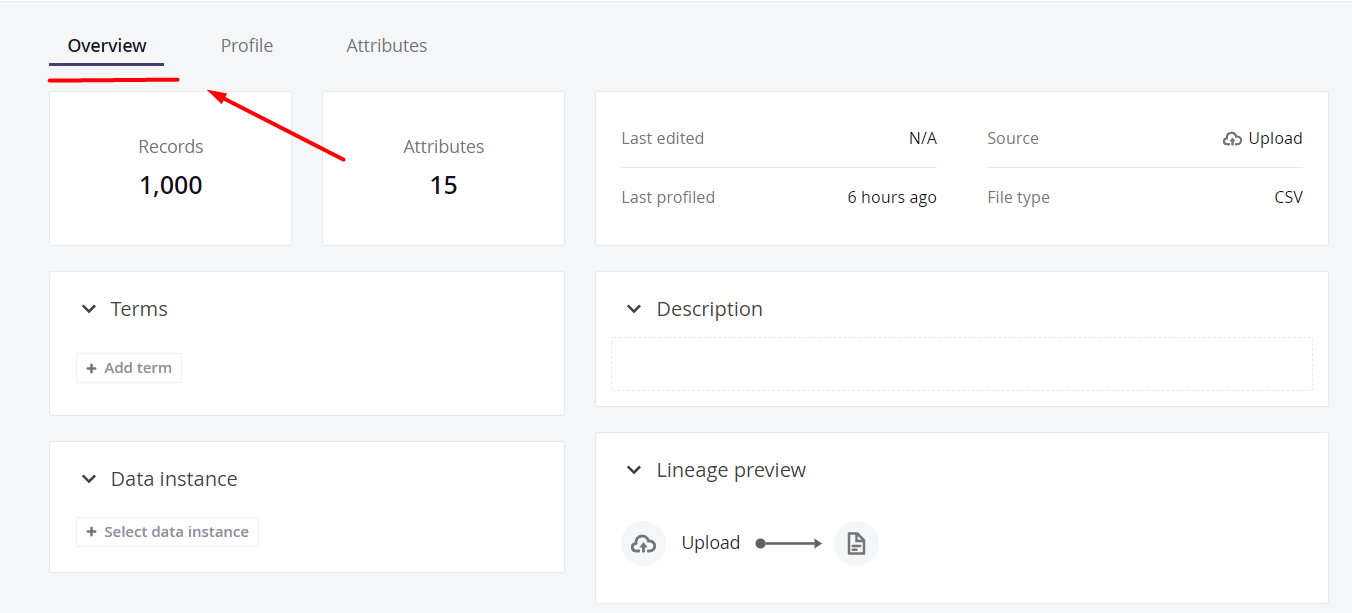 Overview Profile Attributes
Records
1,000
Attributes
15
Last edited N/A
Source Upload
Last profiled 6 hours ago
File type CSV
Terms
+ Add term
Description
Data instance
+ Select data instance
Lineage preview
Upload